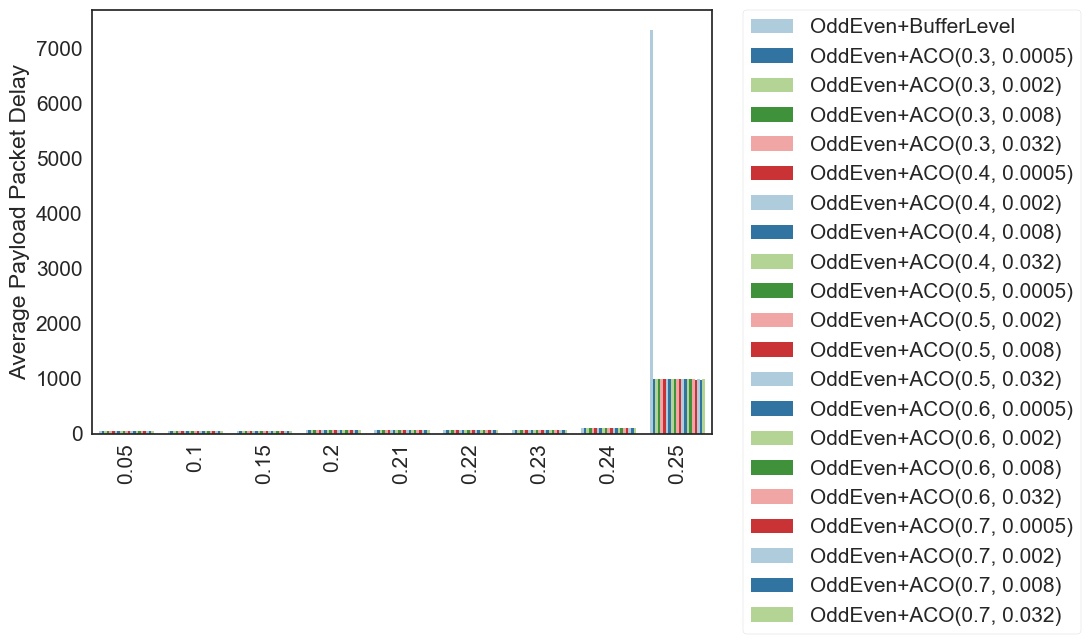 Average Payload Packet Delay
7000
6000
5000
4000
3000
2000
1000
0
0.05
0.1
0.15
0.2
0.21
0.22
0.23
0.24
0.25
OddEven+BufferLevel
OddEven+ACO(0.3, 0.0005)
OddEven+ACO(0.3, 0.002)
OddEven+ACO(0.3, 0.008)
OddEven+ACO(0.3, 0.032)
OddEven+ACO(0.4, 0.0005)
OddEven+ACO(0.4, 0.002)
OddEven+ACO(0.4, 0.008)
OddEven+ACO(0.4, 0.032)
OddEven+ACO(0.5, 0.0005)
OddEven+ACO(0.5, 0.002)
OddEven+ACO(0.5, 0.008)
OddEven+ACO(0.5, 0.032)
OddEven+ACO(0.6, 0.0005)
OddEven+ACO(0.6, 0.002)
OddEven+ACO(0.6, 0.008)
OddEven+ACO(0.6, 0.032)
OddEven+ACO(0.7, 0.0005)
OddEven+ACO(0.7, 0.002)
OddEven+ACO(0.7, 0.008)
OddEven+ACO(0.7, 0.032)